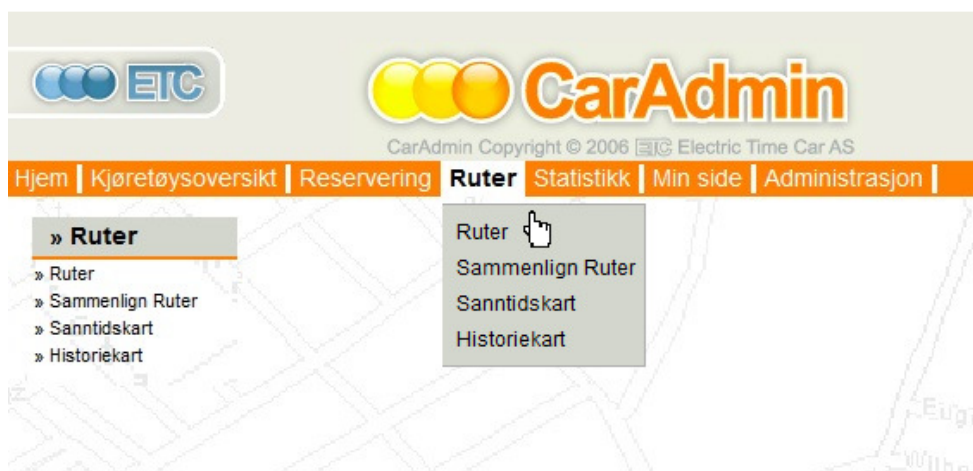 ETC
CarAdmin
CarAdmin Copyright © 2006 ETC Electric Time Car AS
Hjem | Kjøretøysoversikt | Reservering Ruter Statistikk | Min side | Administrasjon |
» Ruter
» Ruter
» Sammenlign Ruter
» Sanntidskart
» Historiekart
Ruter
Sammenlign Ruter
Sanntidskart
Historiekart